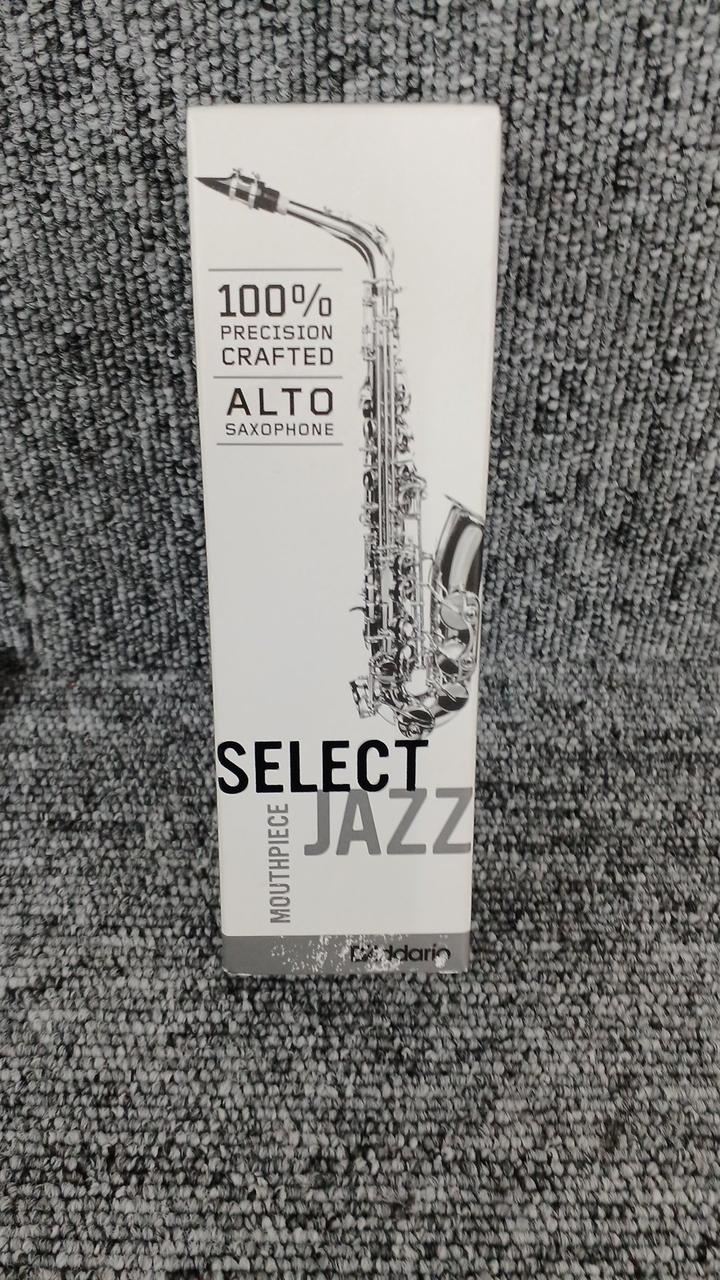 100%
PRECISION
CRAFTED
ALTO
SAXOPHONE
SELECT
JAZZ
MOUTHPIECE
D'Addario